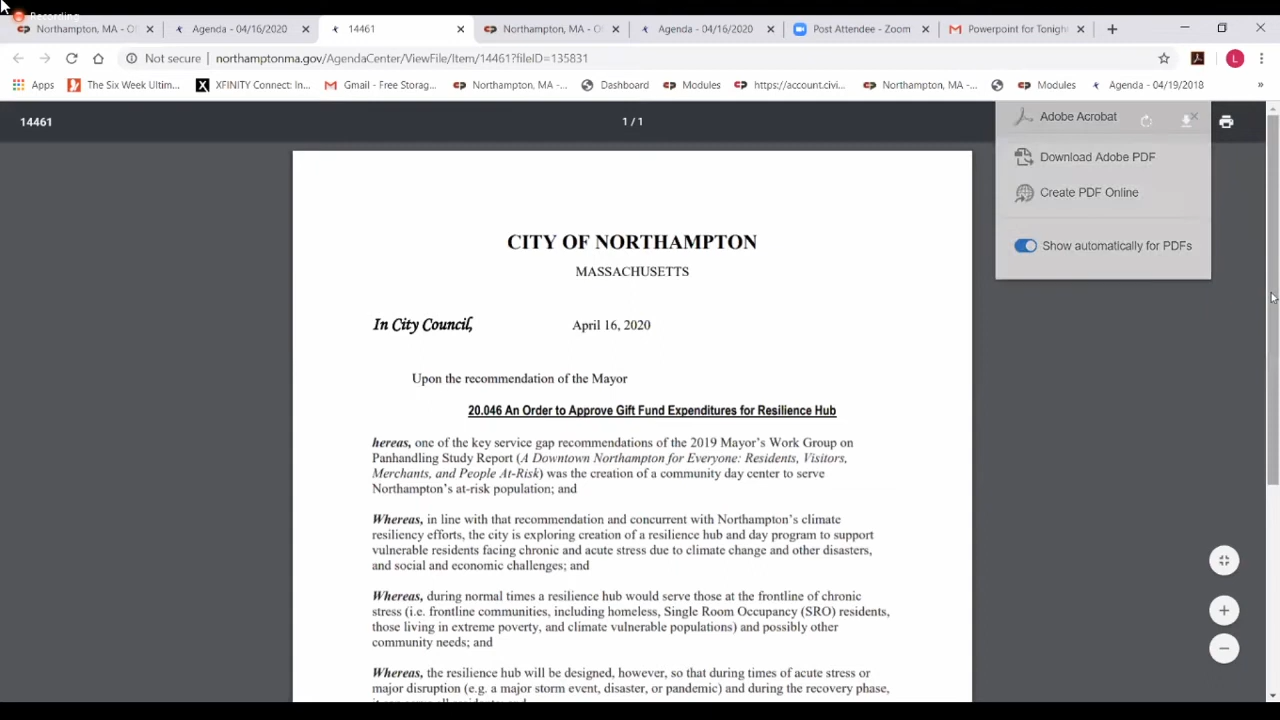 Recording
Northampton, MA - O
Agenda - 04/16/2020
14461
Northampton, MA - O
Agenda - 04/16/2020
Post Attendee - Zoom
Powerpoint for Tonigh
Not secure northamptonma.gov/AgendaCenter/ViewFile/Item/14461?fileID=135831
L
Apps
The Six Week Ultim...
XFINITY Connect: In...
Gmail - Free Storag...
Northampton, MA -...
Dashboard
Modules
https://account.civi...
Northampton, MA -...
Modules
Agenda - 04/19/2018
»
14461
1 / 1
Adobe Acrobat
Download Adobe PDF
Create PDF Online
Show automatically for PDFs
CITY OF NORTHAMPTON
MASSACHUSETTS
In City Council, April 16, 2020
Upon the recommendation of the Mayor
20.046 An Order to Approve Gift Fund Expenditures for Resilience Hub
hereas, one of the key service gap recommendations of the 2019 Mayor's Work Group on
Panhandling Study Report (A Downtown Northampton for Everyone: Residents, Visitors,
Merchants, and People At-Risk) was the creation of a community day center to serve
Northampton's at-risk population; and
Whereas, in line with that recommendation and concurrent with Northampton's climate
resiliency efforts, the city is exploring creation of a resilience hub and day program to support
vulnerable residents facing chronic and acute stress due to climate change and other disasters,
and social and economic challenges; and
Whereas, during normal times a resilience hub would serve those at the frontline of chronic
stress (i.e. frontline communities, including homeless, Single Room Occupancy (SRO) residents,
those living in extreme poverty, and climate vulnerable populations) and possibly other
community needs; and
Whereas, the resilience hub will be designed, however, so that during times of acute stress or
major disruption (e.g. a major storm event, disaster, or pandemic) and during the recovery phase,